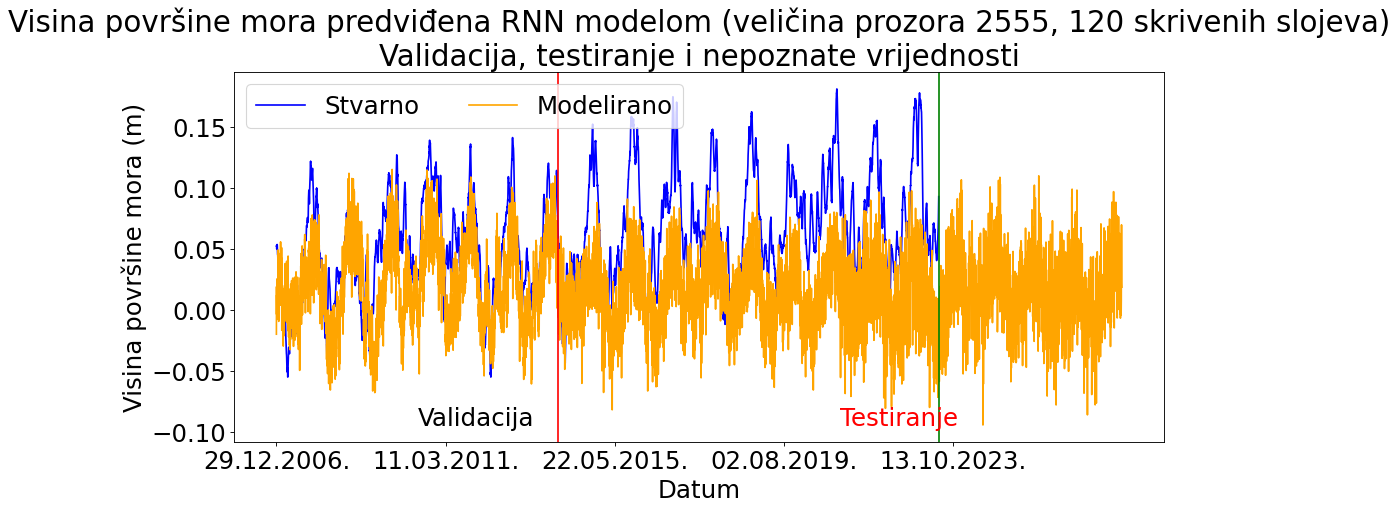 Visina površine mora predviđena RNN modelom (veličina prozora 2555, 120 skrivenih slojeva)
Validacija, testiranje i nepoznate vrijednosti
Stvarno Modelirano
Visina površine mora (m)
0.15
0.10
0.05
0.00
−0.05
−0.10
Validacija Testiranje
29.12.2006. 11.03.2011. 22.05.2015. 02.08.2019. 13.10.2023.
Datum